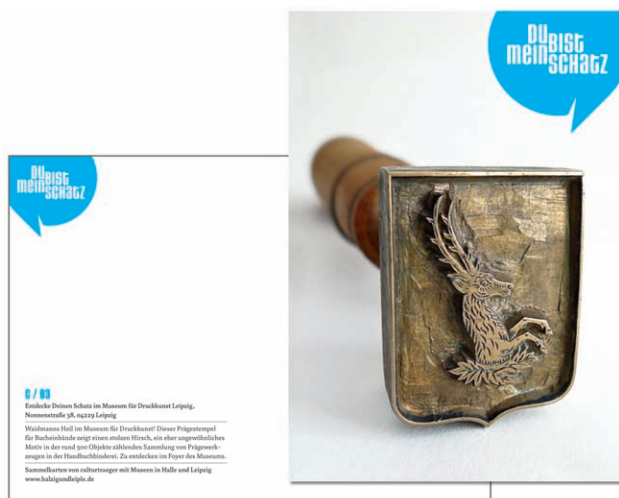 DU BIST
MEIN SCHATZ
DU BIST
MEIN SCHATZ
C / 03
Entdecke Deinen Schatz im Museum für Druckkunst Leipzig,
Nonnenstraße 38, 04229 Leipzig
Waidmanns Heil im Museum für Druckkunst! Dieser Prägestempel
für Bucheinbände zeigt einen stolzen Hirsch, ein eher ungewöhnliches
Motiv in der rund 500 Objekte zählenden Sammlung von Prägewerk-
zeugen in der Handbuchbinderei. Zu entdecken im Foyer des Museums.
Sammelkarten von culturtraeger mit Museen in Halle und Leipzig
www.halzigundleiple.de